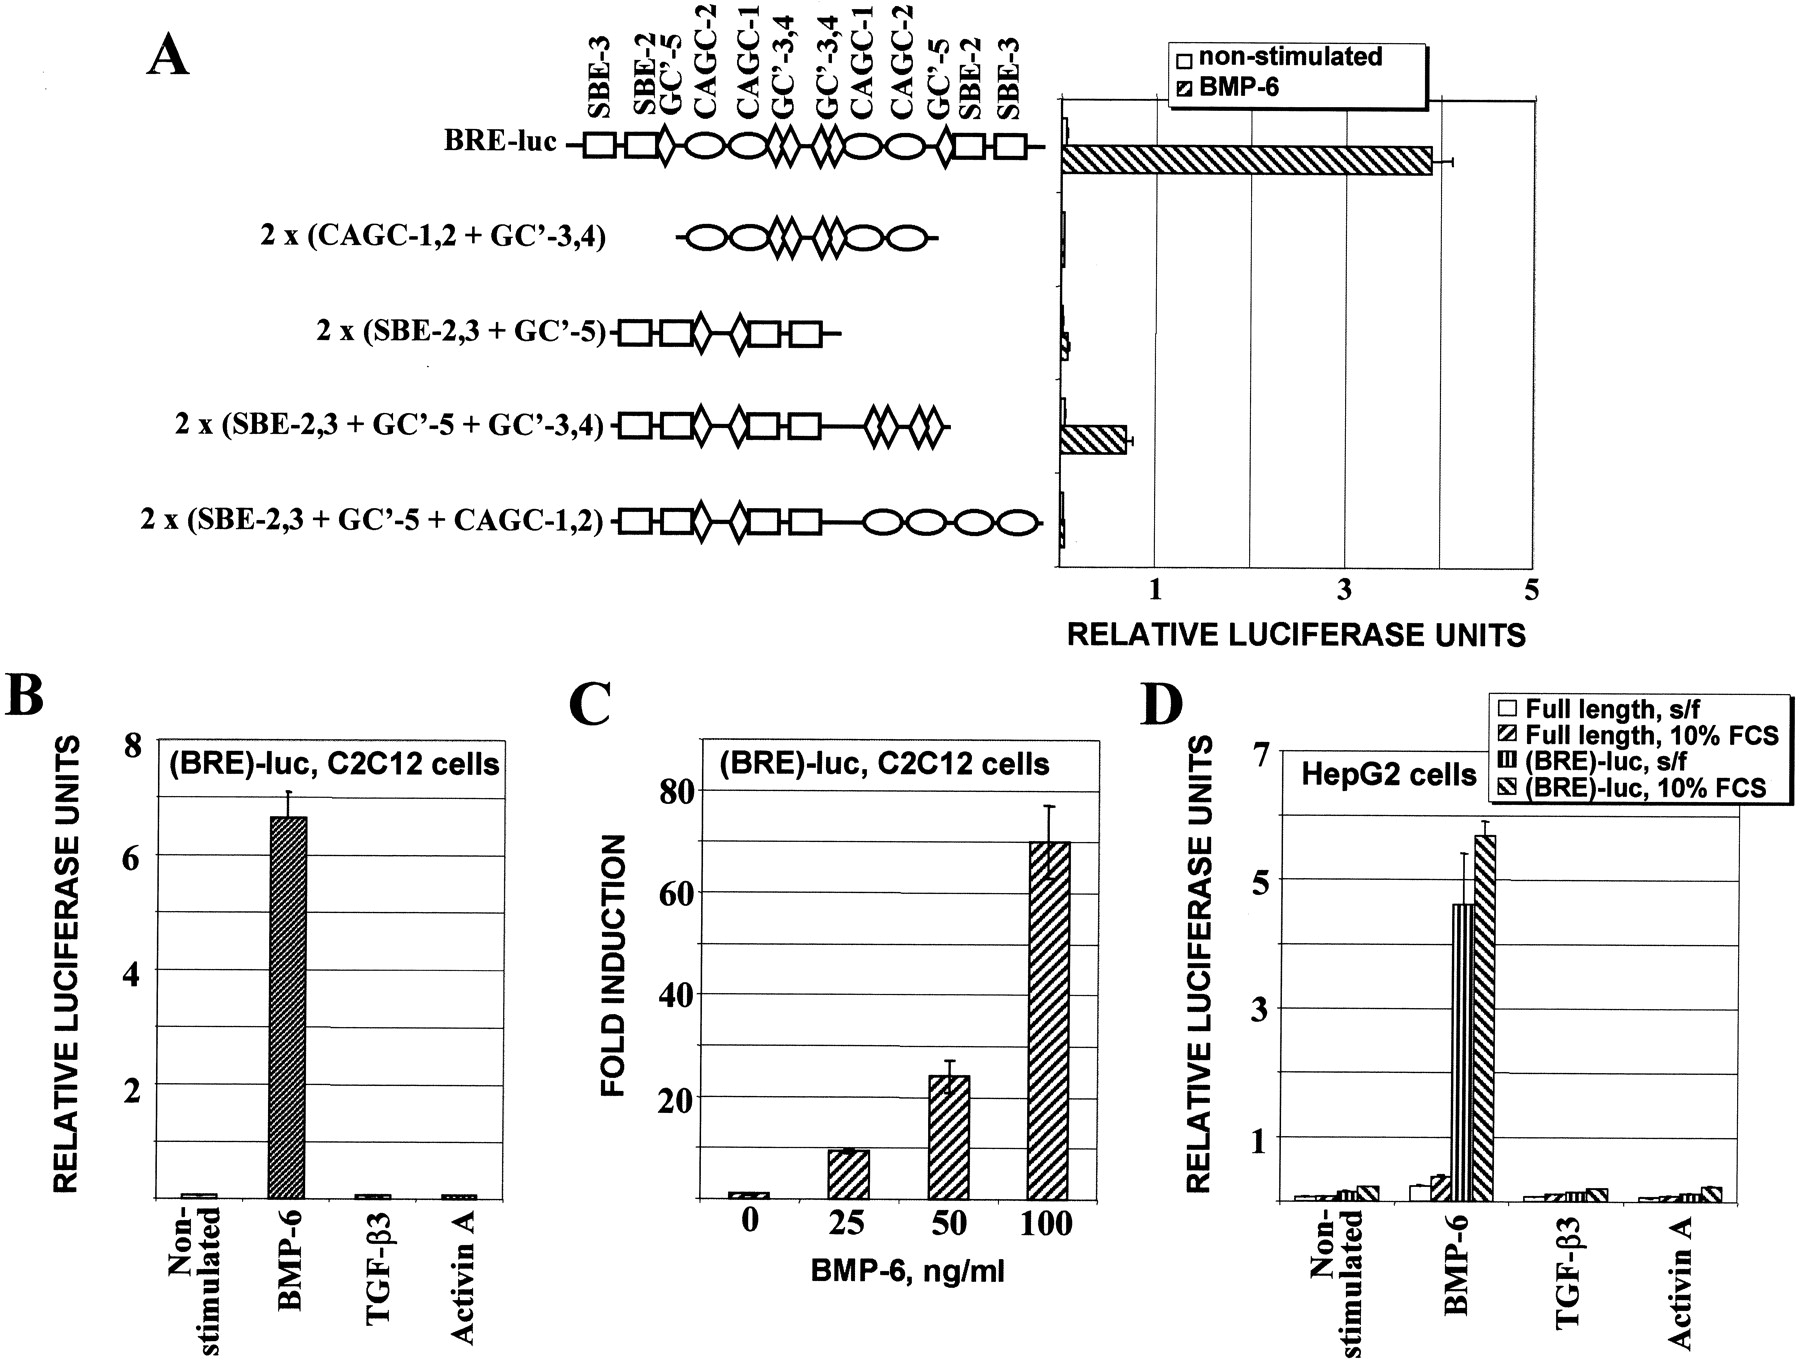 A
SBE-3
SBE-2
GC'-5
CAGC-2
CAGC-1
GC'-3,4
GC'-3,4
CAGC-1
CAGC-2
GC'-5
SBE-2
SBE-3
non-stimulated
BMP-6
BRE-luc
2 x (CAGC-1,2 + GC'-3,4)
2 x (SBE-2,3 + GC'-5)
2 x (SBE-2,3 + GC'-5 + GC'-3,4)
2 x (SBE-2,3 + GC'-5 + CAGC-1,2)
1 3 5
RELATIVE LUCIFERASE UNITS
B
RELATIVE LUCIFERASE UNITS
(BRE)-luc, C2C12 cells
8
6
4
2
Non-
stimulated
BMP-6
TGF-β3
Activin A
C
FOLD INDUCTION
(BRE)-luc, C2C12 cells
80
60
40
20
0 25 50 100
BMP-6, ng/ml
D
RELATIVE LUCIFERASE UNITS
HepG2 cells
Full length, s/f
Full length, 10% FCS
(BRE)-luc, s/f
(BRE)-luc, 10% FCS
7
5
3
1
Non-
stimulated
BMP-6
TGF-β3
Activin A